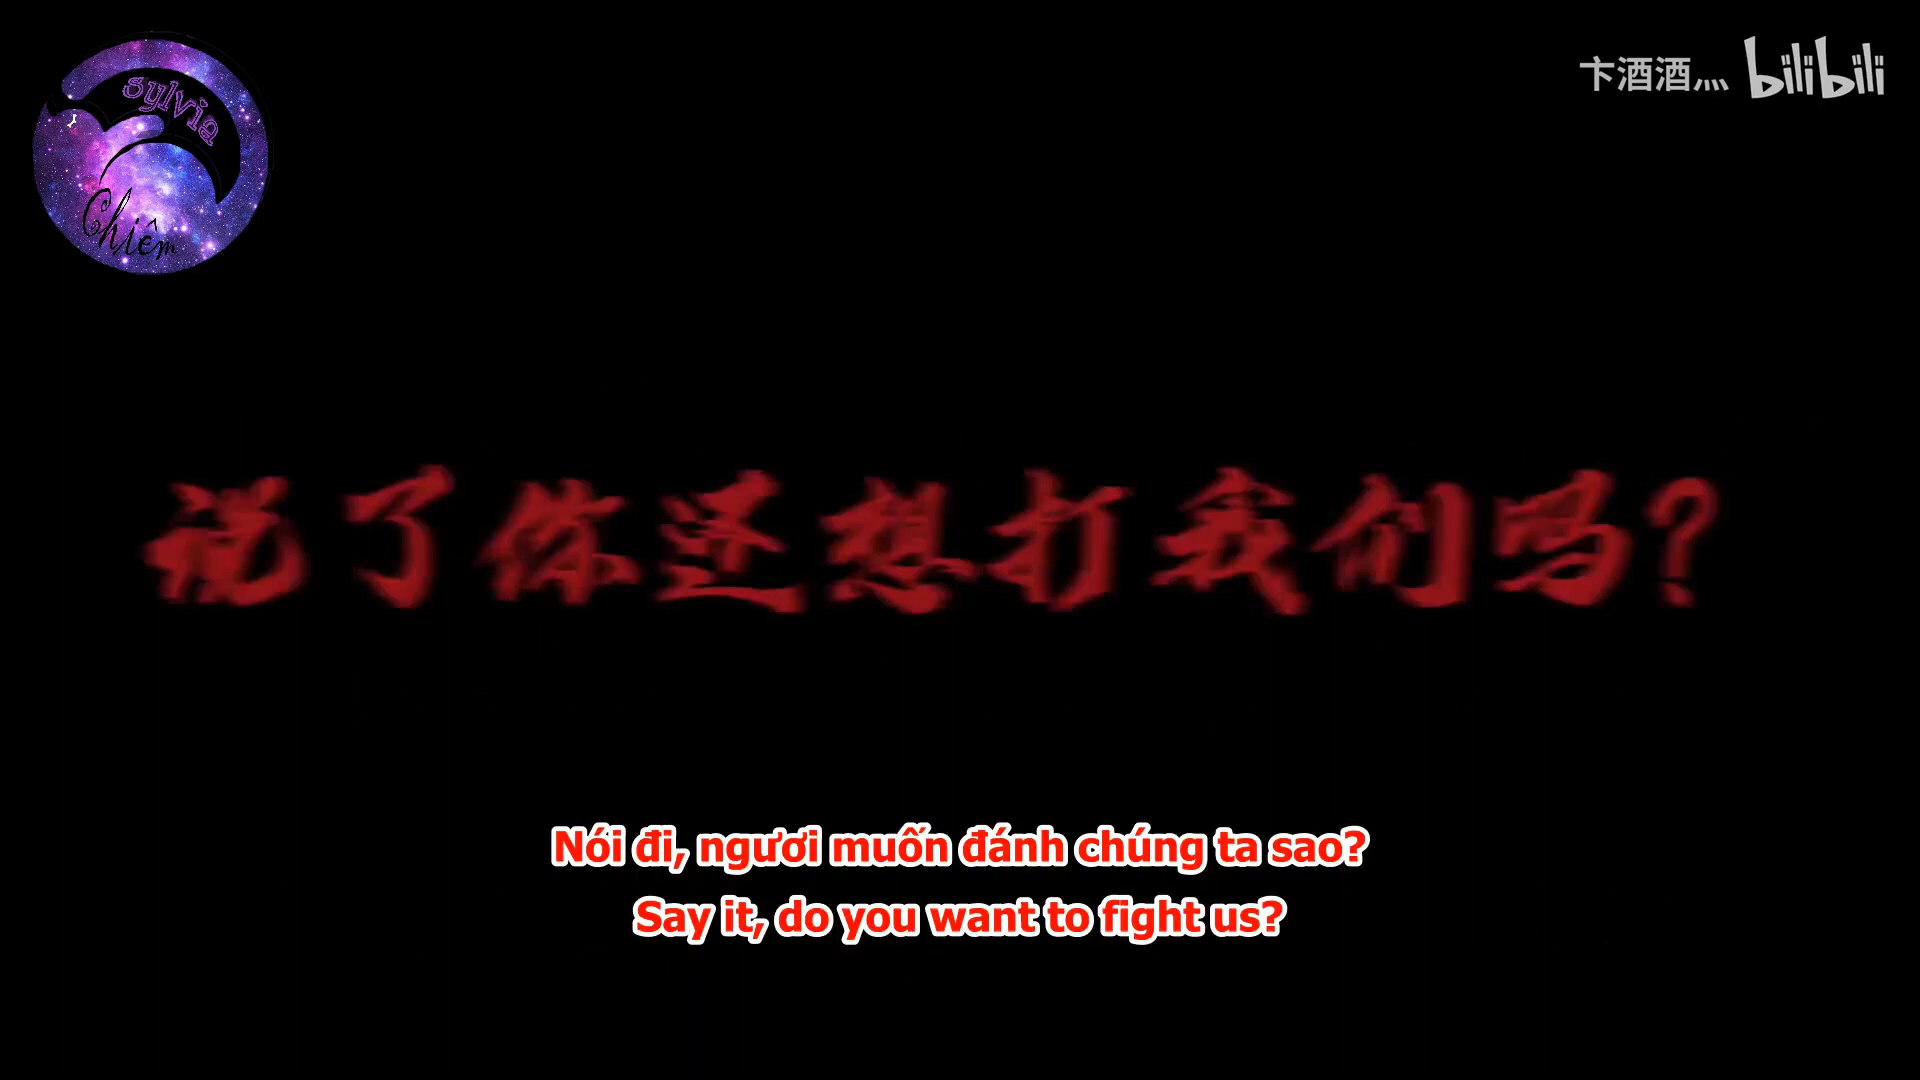 sylvia
Chiêm
卞酒酒灬 bilibili
说了你还想打我们吗?
Nói đi, ngươi muốn đánh chúng ta sao?
Say it, do you want to fight us?